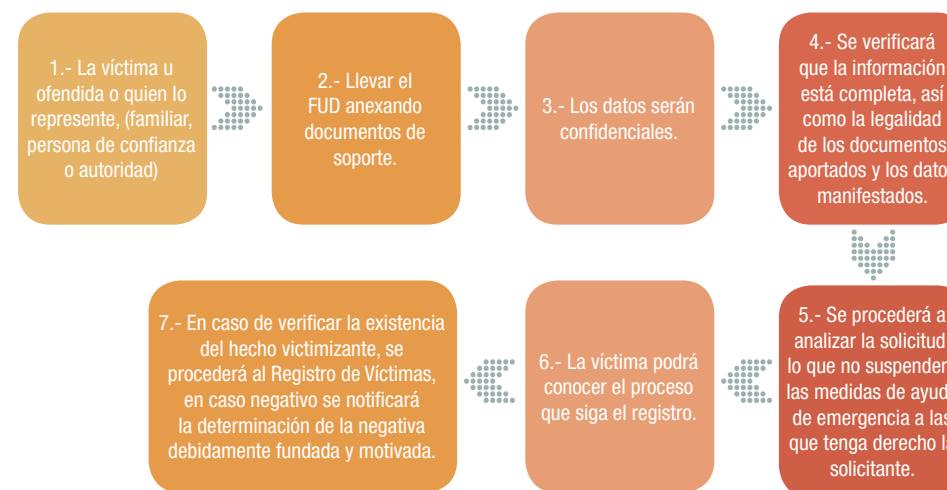 1.- La víctima u
ofendida o quien lo
represente, (familiar,
persona de confianza
o autoridad)
2.- Llevar el
FUD anexando
documentos de
soporte.
3.- Los datos serán
confidenciales.
4.- Se verificará
que la información
está completa, así
como la legalidad
de los documentos
aportados y los dato
manifestados.
5.- Se procederá a
analizar la solicitud
lo que no suspender
las medidas de ayud
de emergencia a las
que tenga derecho l
solicitante.
6.- La víctima podrá
conocer el proceso
que siga el registro.
7.- En caso de verificar la existencia
del hecho victimizante, se
procederá al Registro de Víctimas,
en caso negativo se notificará
la determinación de la negativa
debidamente fundada y motivada.